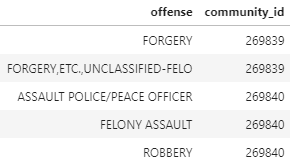 offense community_id
FORGERY 269839
FORGERY,ETC.,UNCLASSIFIED-FELO 269839
ASSAULT POLICE/PEACE OFFICER 269840
FELONY ASSAULT 269840
ROBBERY 269840